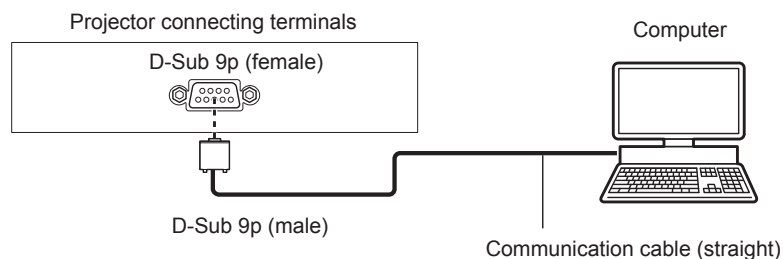 Projector connecting terminals
Computer
D-Sub 9p (female)
D-Sub 9p (male)
Communication cable (straight)